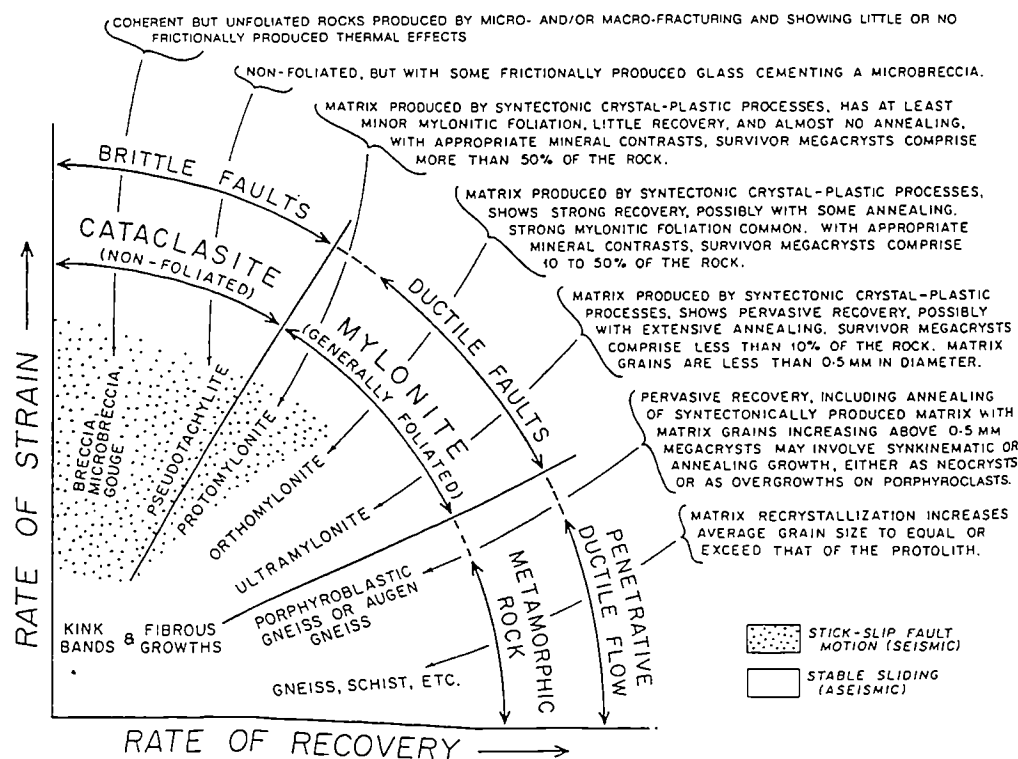 COHERENT BUT UNFOLIATED ROCKS PRODUCED BY MICRO- AND/OR MACRO-FRACTURING AND SHOWING LITTLE OR NO
FRICTIONALLY PRODUCED THERMAL EFFECTS
NON-FOLIATED, BUT WITH SOME FRICTIONALLY PRODUCED GLASS CEMENTING A MICROBRECCIA.
MATRIX PRODUCED BY SYNTECTONIC CRYSTAL-PLASTIC PROCESSES, HAS AT LEAST
MINOR MYLONITIC FOLIATION, LITTLE RECOVERY, AND ALMOST NO ANNEALING,
WITH APPROPRIATE MINERAL CONTRASTS, SURVIVOR MEGACRYSTS COMPRISE
MORE THAN 50% OF THE ROCK.
MATRIX PRODUCED BY SYNTECTONIC CRYSTAL-PLASTIC PROCESSES,
SHOWS STRONG RECOVERY, POSSIBLY WITH SOME ANNEALING.
STRONG MYLONITIC FOLIATION COMMON. WITH APPROPRIATE
MINERAL CONTRASTS, SURVIVOR MEGACRYSTS COMPRISE
10 TO 50% OF THE ROCK.
MATRIX PRODUCED BY SYNTECTONIC CRYSTAL-PLASTIC
PROCESSES, SHOWS PERVASIVE RECOVERY, POSSIBLY
WITH EXTENSIVE ANNEALING. SURVIVOR MEGACRYSTS
COMPRISE LESS THAN 10% OF THE ROCK. MATRIX
GRAINS ARE LESS THAN 0.5 MM IN DIAMETER.
PERVASIVE RECOVERY, INCLUDING ANNEALING
OF SYNTECTONICALLY PRODUCED MATRIX WITH
MATRIX GRAINS INCREASING ABOVE 0.5 MM
MEGACRYSTS MAY INVOLVE SYNKINEMATIC OR
ANNEALING GROWTH, EITHER AS NEOCRYSTS
OR AS OVERGROWTHS ON PORPHYROCLASTS.
MATRIX RECRYSTALLIZATION INCREASES
AVERAGE GRAIN SIZE TO EQUAL OR
EXCEED THAT OF THE PROTOLITH.
BRITTLE FAULTS
CATACLASITE
(NON-FOLIATED)
DUCTILE FAULTS
MYLONITE
(GENERALLY FOLIATED)
PENETRATIVE
DUCTILE FLOW
METAMORPHIC
ROCK
BRECCIA
MICROBRECCIA,
GOUGE
PSEUDOTACHYLITE
PROTOMYLONITE
ORTHOMYLONITE
ULTRAMYLONITE
PORPHYROBLASTIC
GNEISS OR AUGEN
GNEISS
KINK
BANDS & FIBROUS
GROWTHS
GNEISS, SCHIST, ETC.
STICK-SLIP FAULT
MOTION (SEISMIC)
STABLE SLIDING
(ASEISMIC)
RATE OF STRAIN
RATE OF RECOVERY